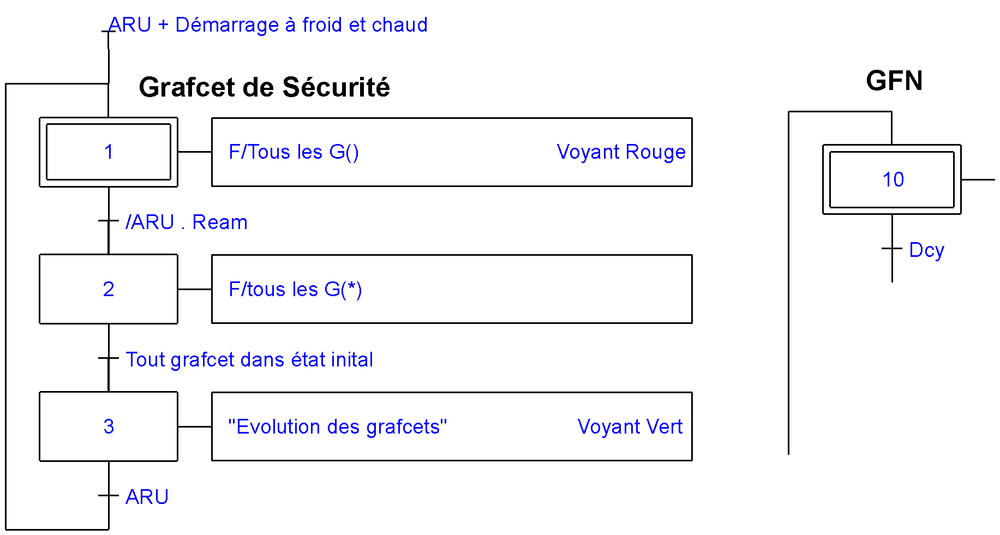 ARU + Démarrage à froid et chaud
Grafcet de Sécurité
1
F/Tous les G()
Voyant Rouge
/ARU . Ream
2
F/tous les G(*)
Tout grafcet dans état inital
3
"Evolution des grafcets"
Voyant Vert
ARU
GFN
10
Dcy